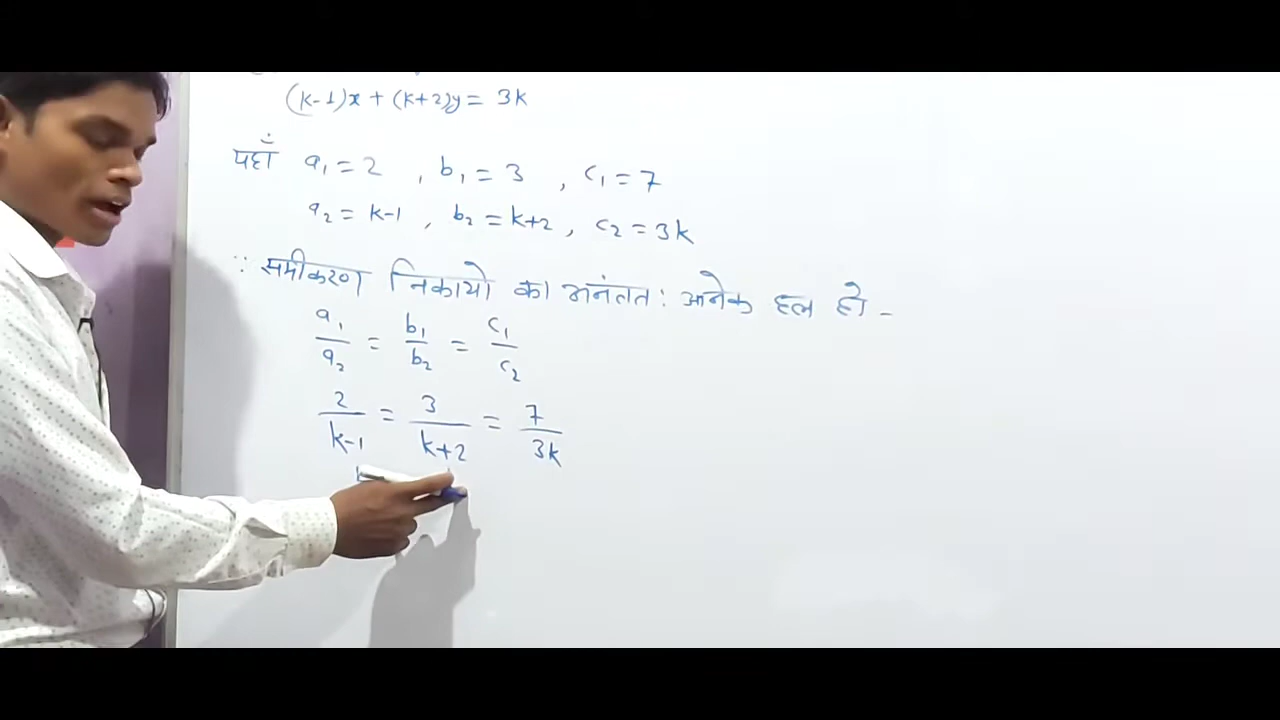 (k-1)x + (k+2)y = 3k
यहाँ a₁ = 2 , b₁ = 3 , c₁ = 7
a₂ = k-1 , b₂ = k+2 , c₂ = 3k
∵ समीकरण निकायो का अनंतत: अनेक हल हो -
a₁/a₂ = b₁/b₂ = c₁/c₂
2/k-1 = 3/k+2 = 7/3k